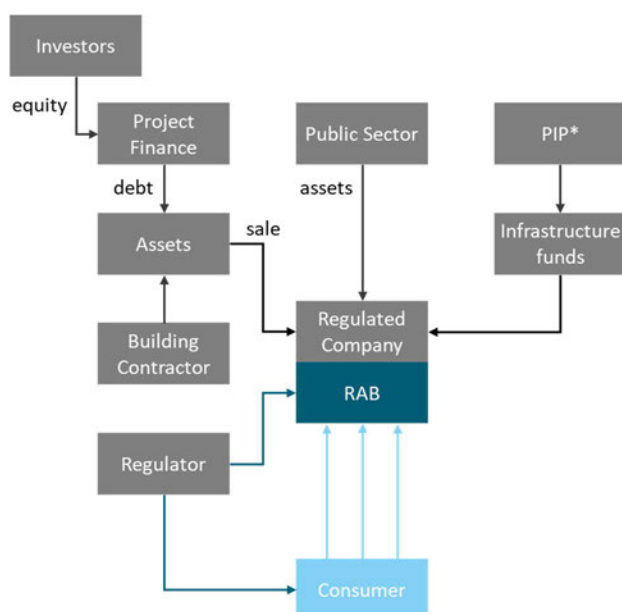 Investors
equity
Project
Finance
Public Sector
PIP*
debt
assets
Assets
sale
Infrastructure
funds
Building
Contractor
Regulated
Company
RAB
Regulator
Consumer